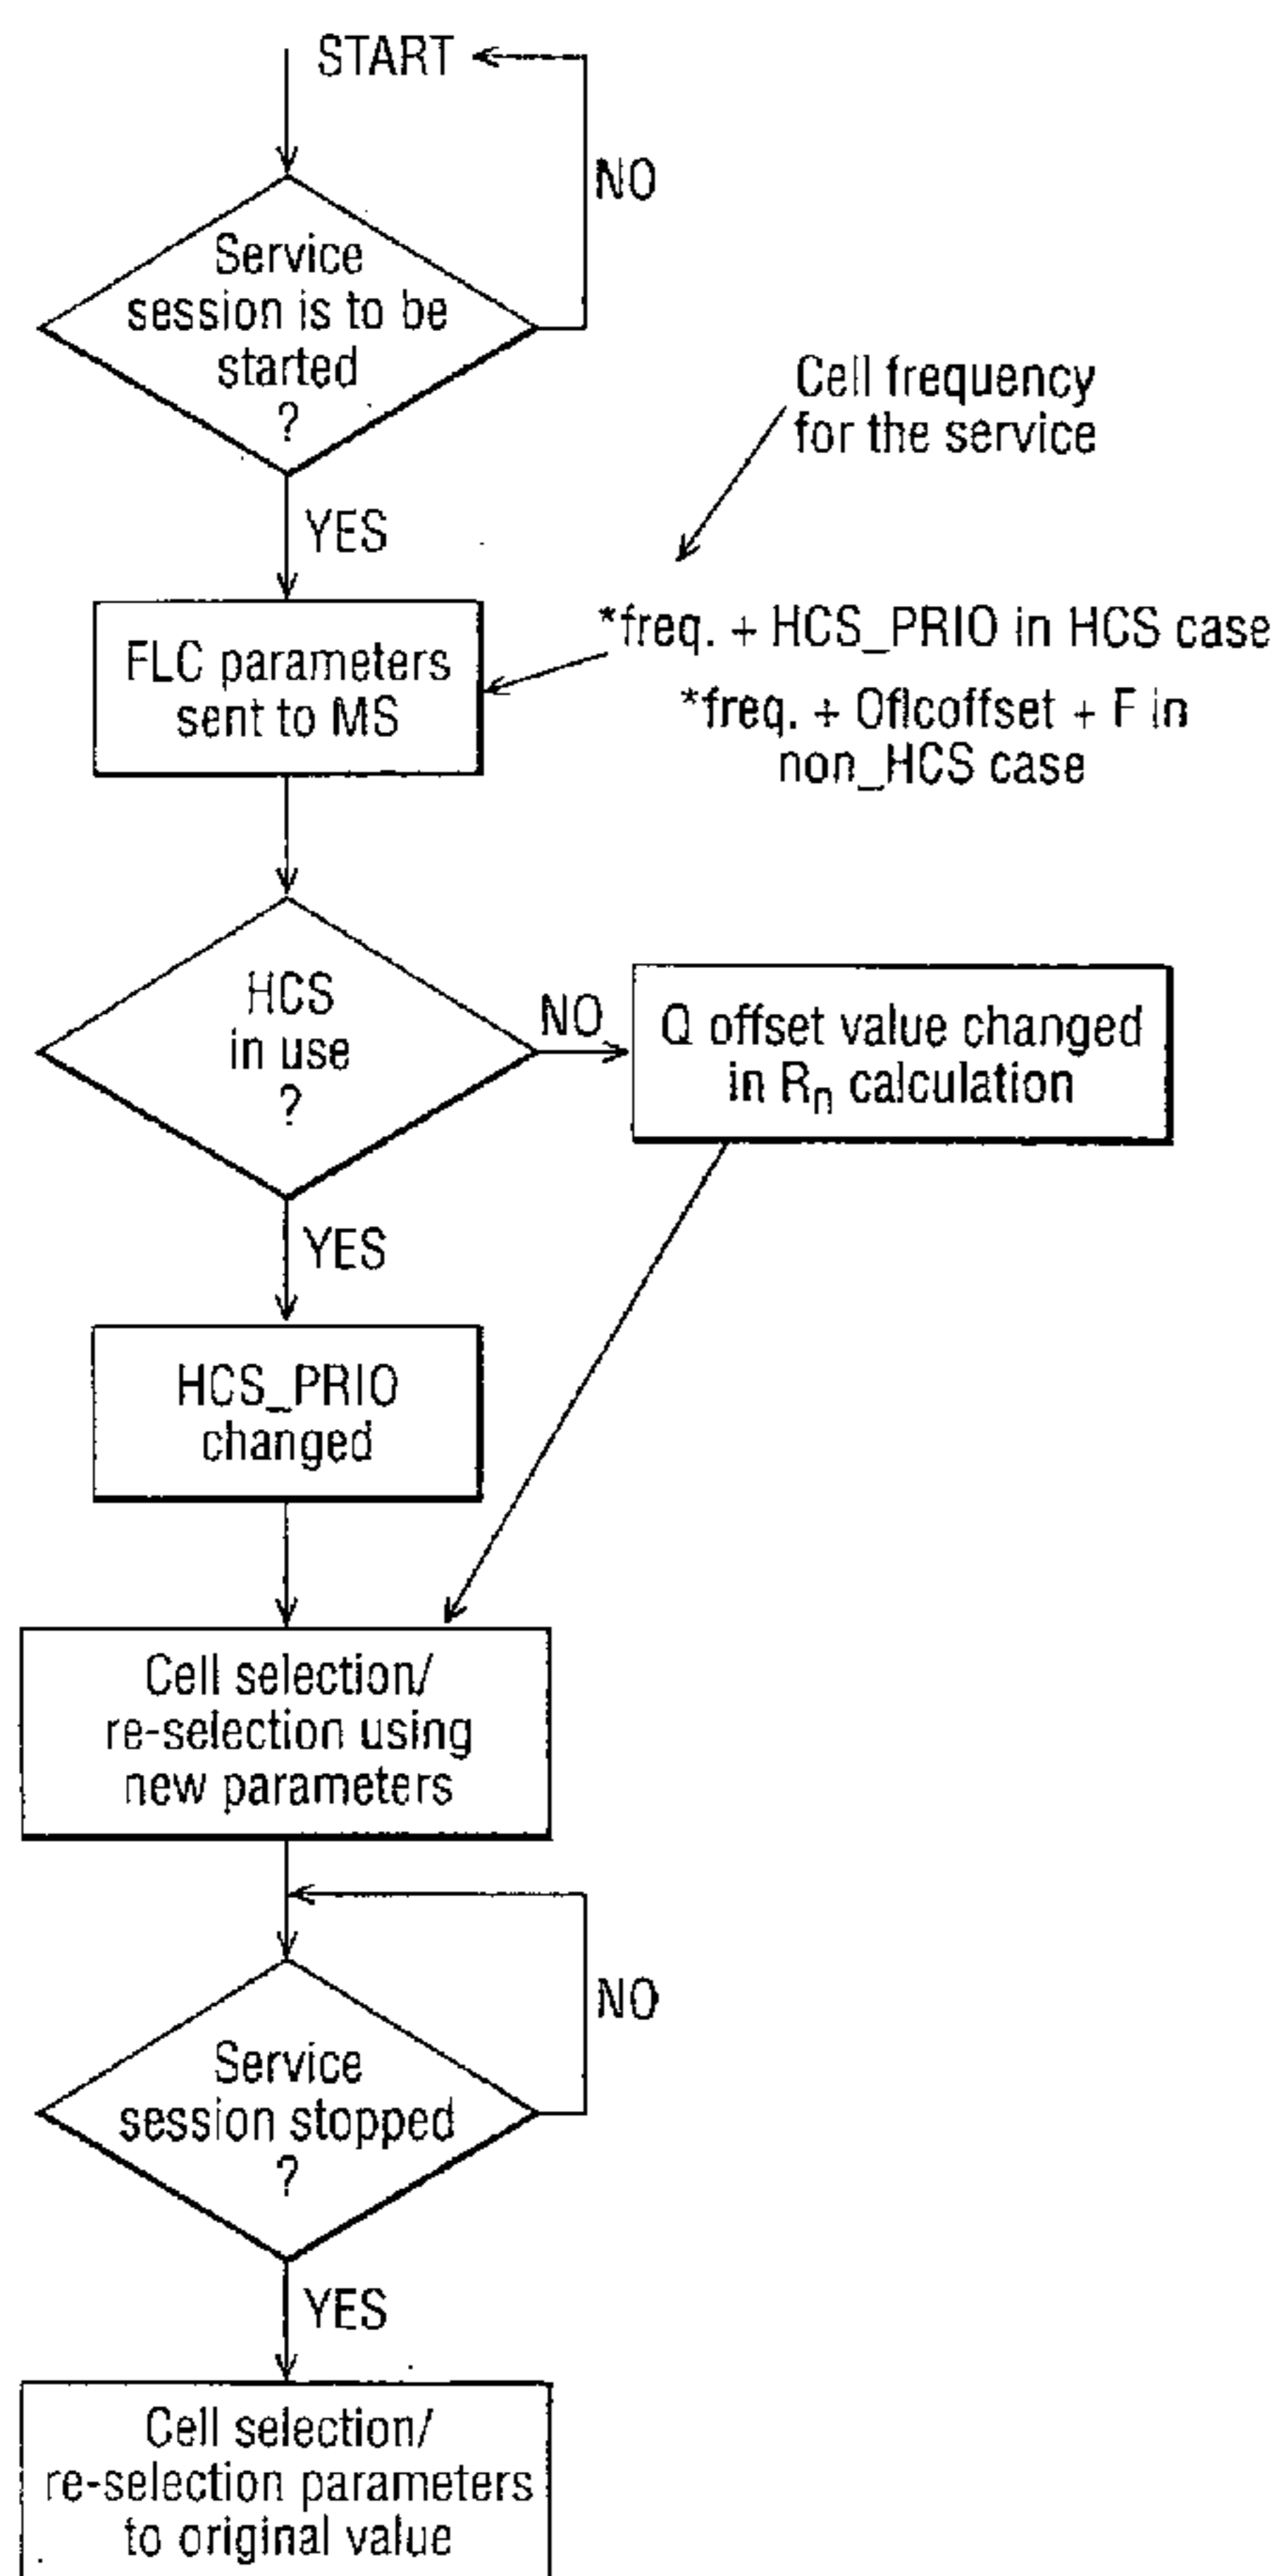 START
NO
Service
session is to be
started
?
Cell frequency
for the service
YES
*freq. + HCS_PRIO in HCS case
FLC parameters
sent to MS
*freq. + Oflcoffset + F in
non_HCS case
HCS
in use
?
NO
Q offset value changed
in Rn calculation
YES
HCS_PRIO
changed
Cell selection/
re-selection using
new parameters
NO
Service
session stopped
?
YES
Cell selection/
re-selection parameters
to original value